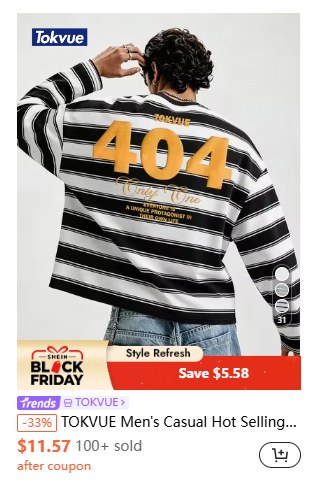 Tokvue
TOKVUE
404
Only One
EVERYONE IS
A UNIQUE PROTAGONIST IN
THEIR OWN LIFE
31
SHEIN
BLACK
FRIDAY
Style Refresh
Save $5.58
Trends TOKVUE >
-33% TOKVUE Men's Casual Hot Selling...
$11.57 100+ sold
after coupon